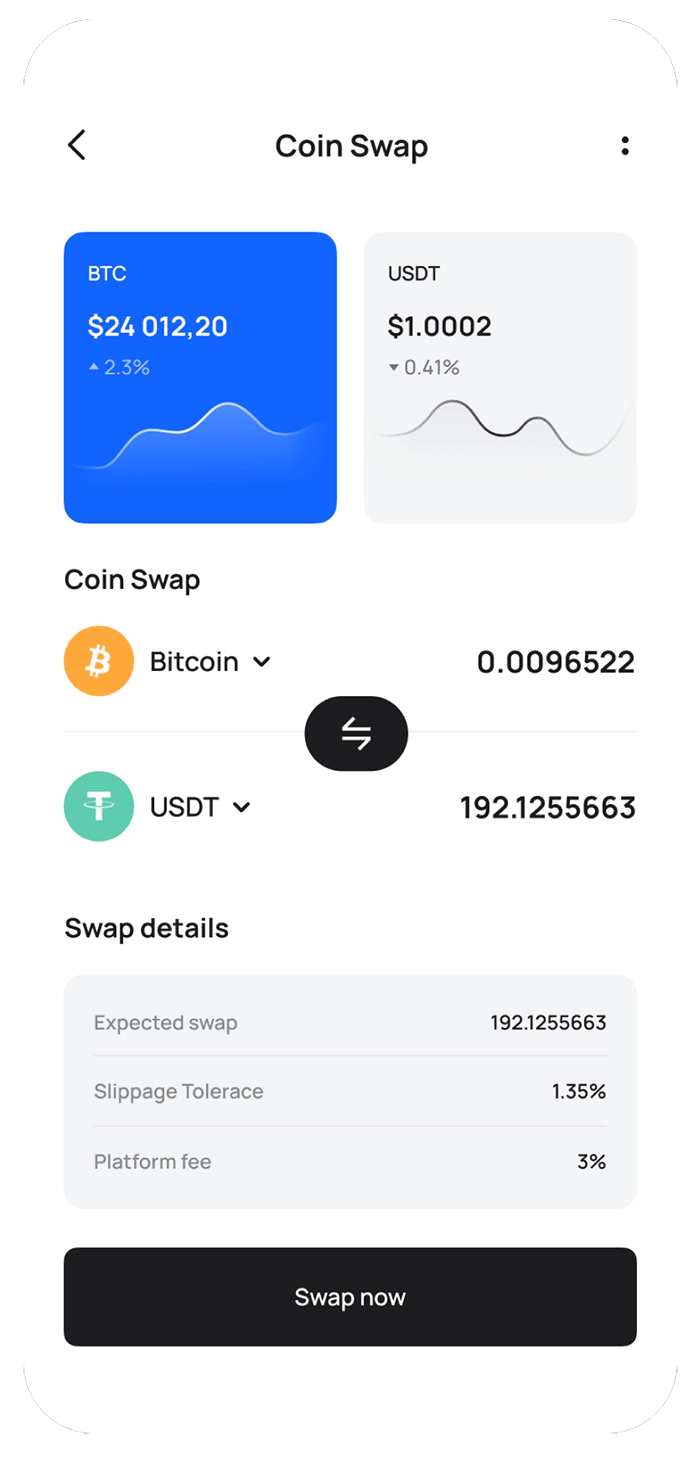 Coin Swap
BTC
$24 012,20
2.3%
USDT
$1.0002
0.41%
Coin Swap
Bitcoin
0.0096522
USDT
192.1255663
Swap details
Expected swap 192.1255663
Slippage Tolerace 1.35%
Platform fee 3%
Swap now